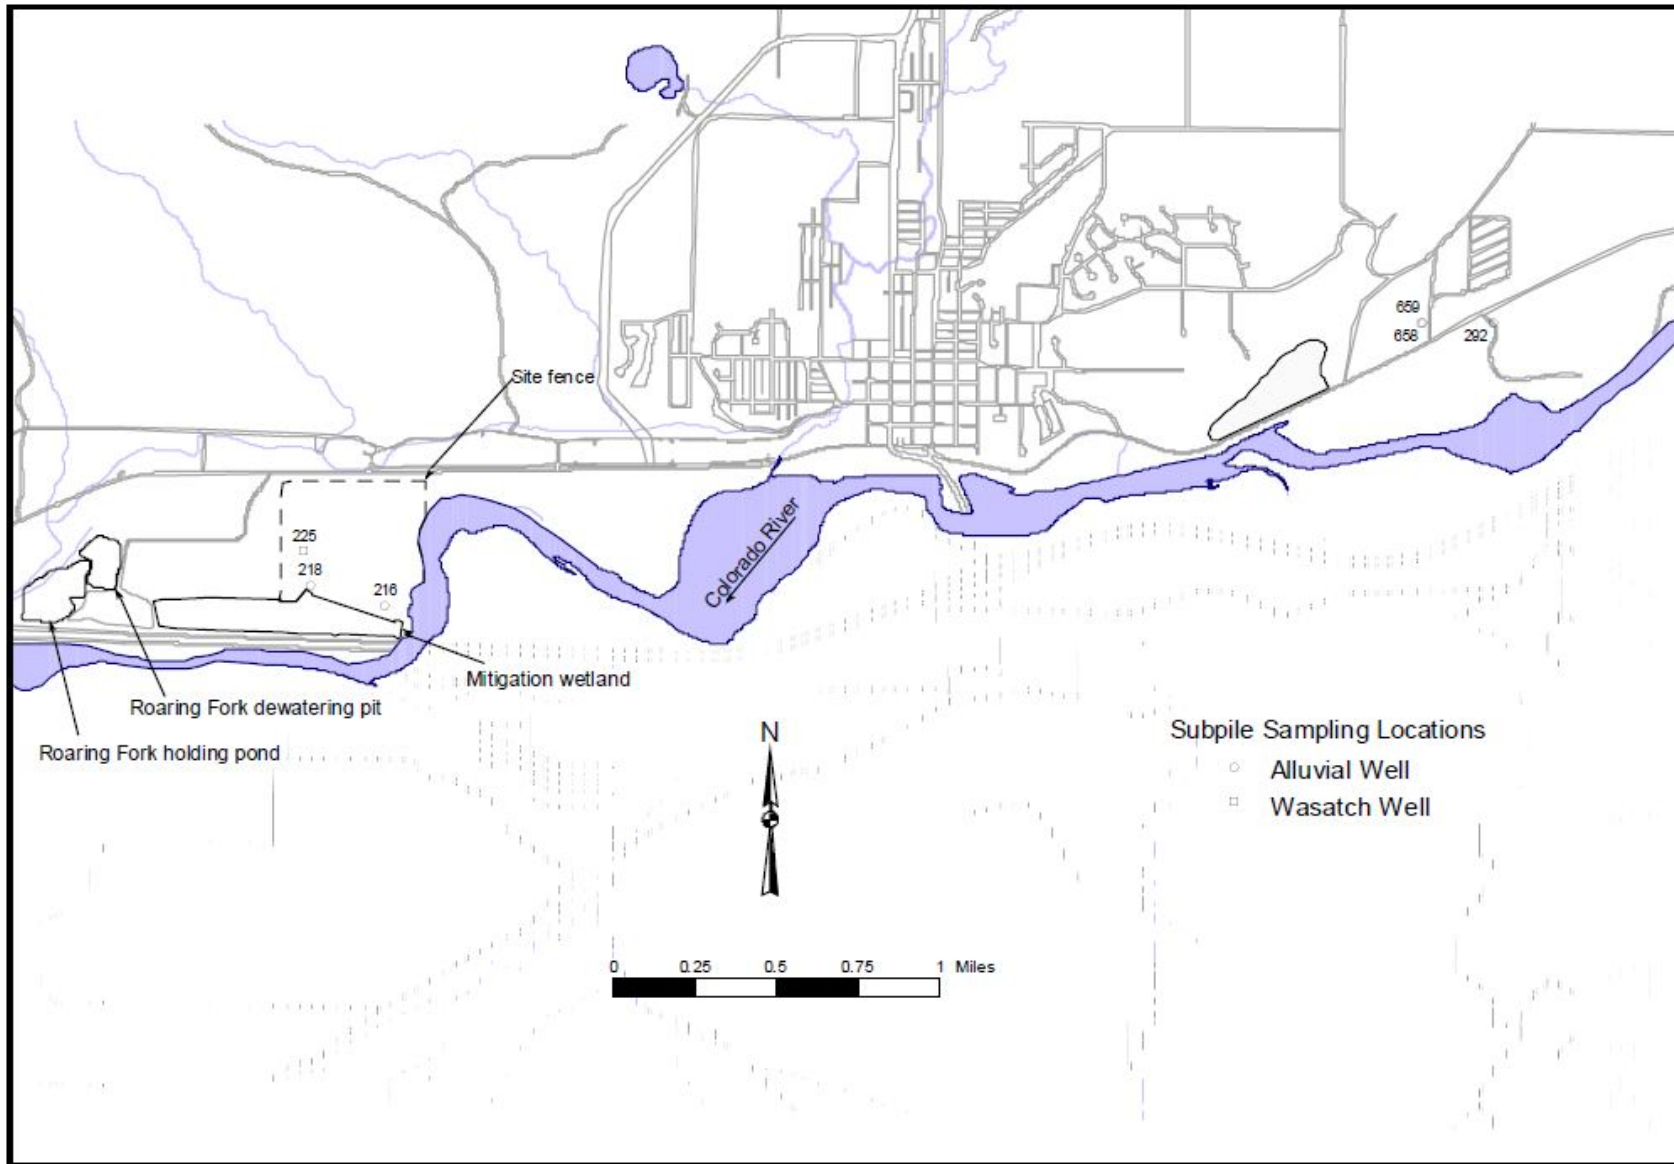 659
658
292
Site fence
225
218
216
Colorado River
Mitigation wetland
Roaring Fork dewatering pit
Roaring Fork holding pond
N
Subpile Sampling Locations
Alluvial Well
Wasatch Well
0 0.25 0.5 0.75 1 Miles